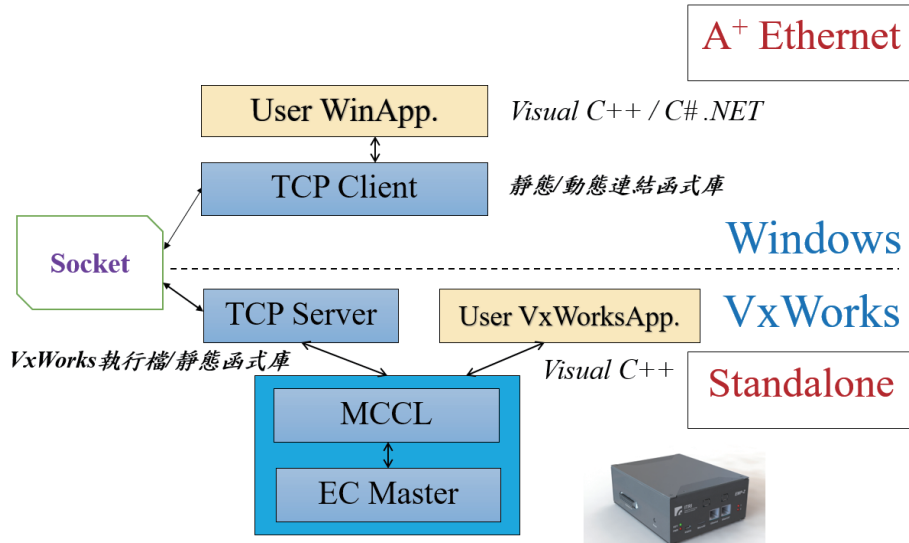 A+ Ethernet
User WinApp.
Visual C++ / C# .NET
TCP Client
靜態/動態連結函式庫
Socket
Windows
TCP Server
User VxWorksApp.
VxWorks
VxWorks執行檔/靜態函式庫
Visual C++
Standalone
MCCL
EC Master